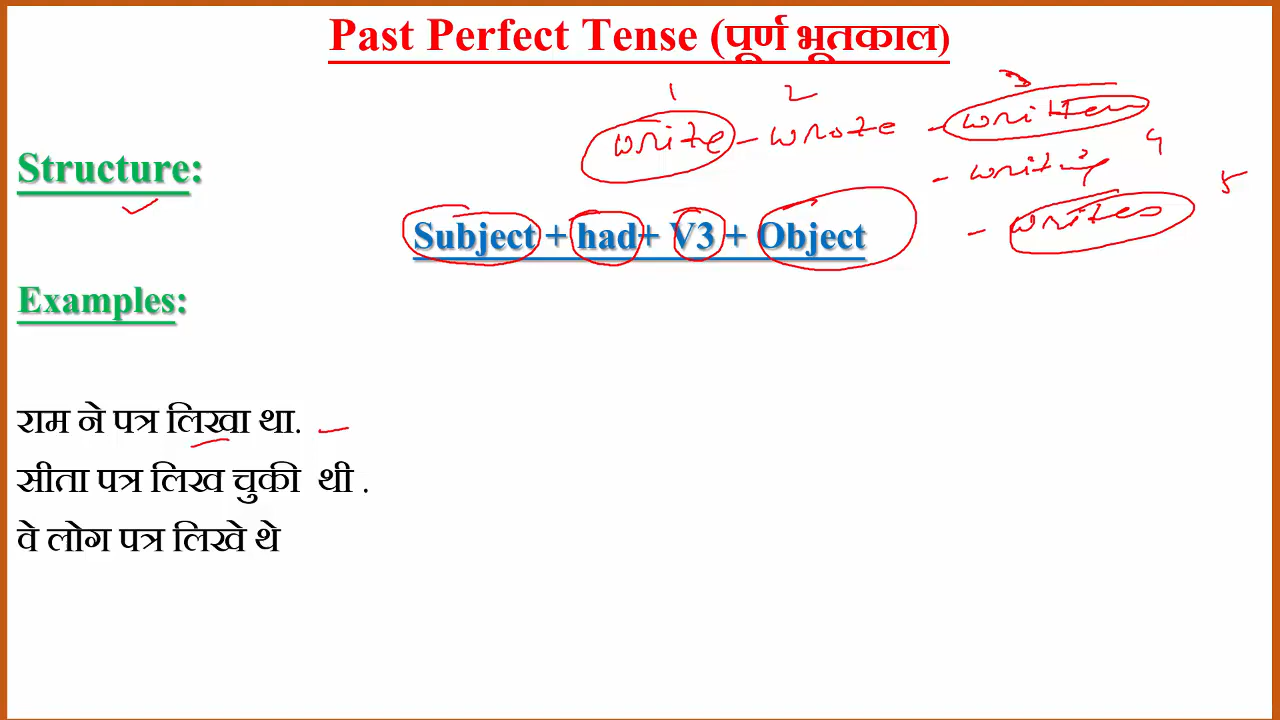 Past Perfect Tense (पूर्ण भूतकाल)
1 2 3
write - wrote - written
Structure:
- writing 4
Subject + had+ V3 + Object
- writes 5
Examples:
राम ने पत्र लिखा था.
सीता पत्र लिख चुकी थी .
वे लोग पत्र लिखे थे